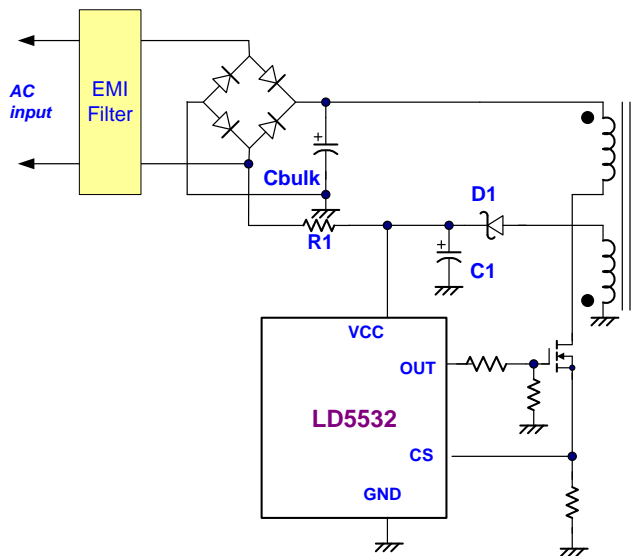 AC
input
EMI
Filter
Cbulk
R1
D1
C1
VCC
OUT
LD5532
CS
GND